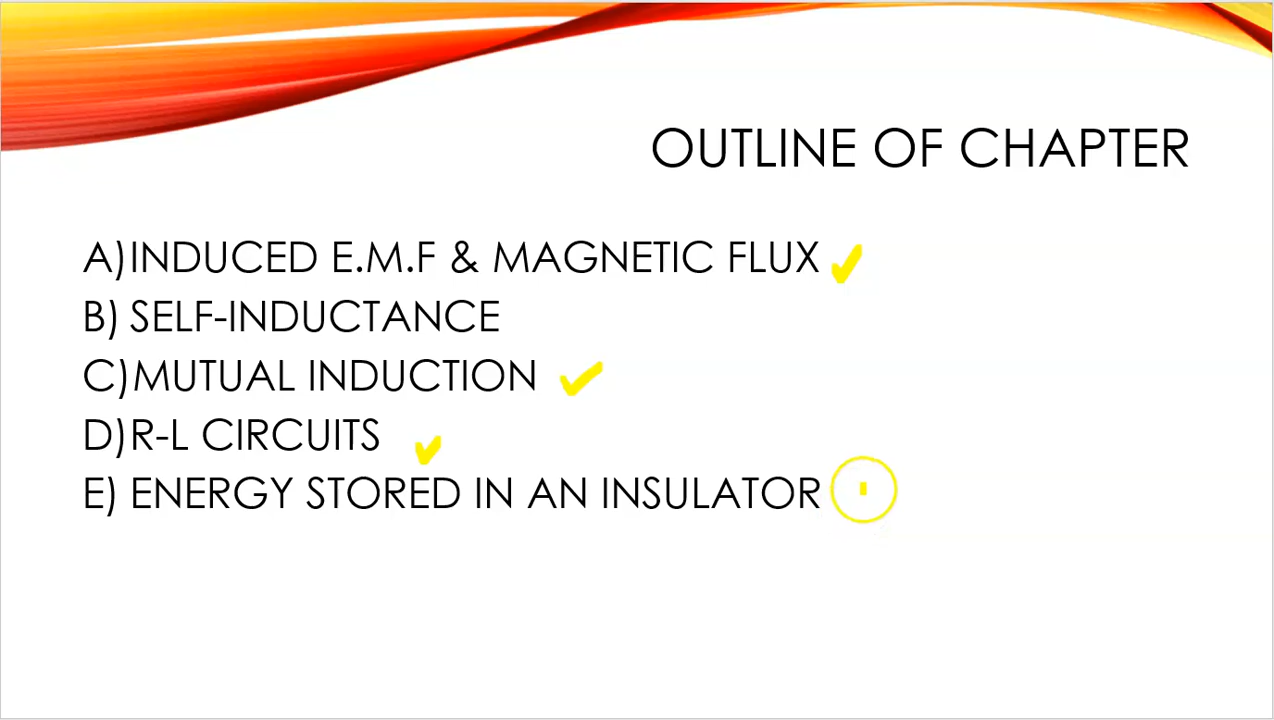 OUTLINE OF CHAPTER
A)INDUCED E.M.F & MAGNETIC FLUX
B) SELF-INDUCTANCE
C)MUTUAL INDUCTION
D)R-L CIRCUITS
E) ENERGY STORED IN AN INSULATOR